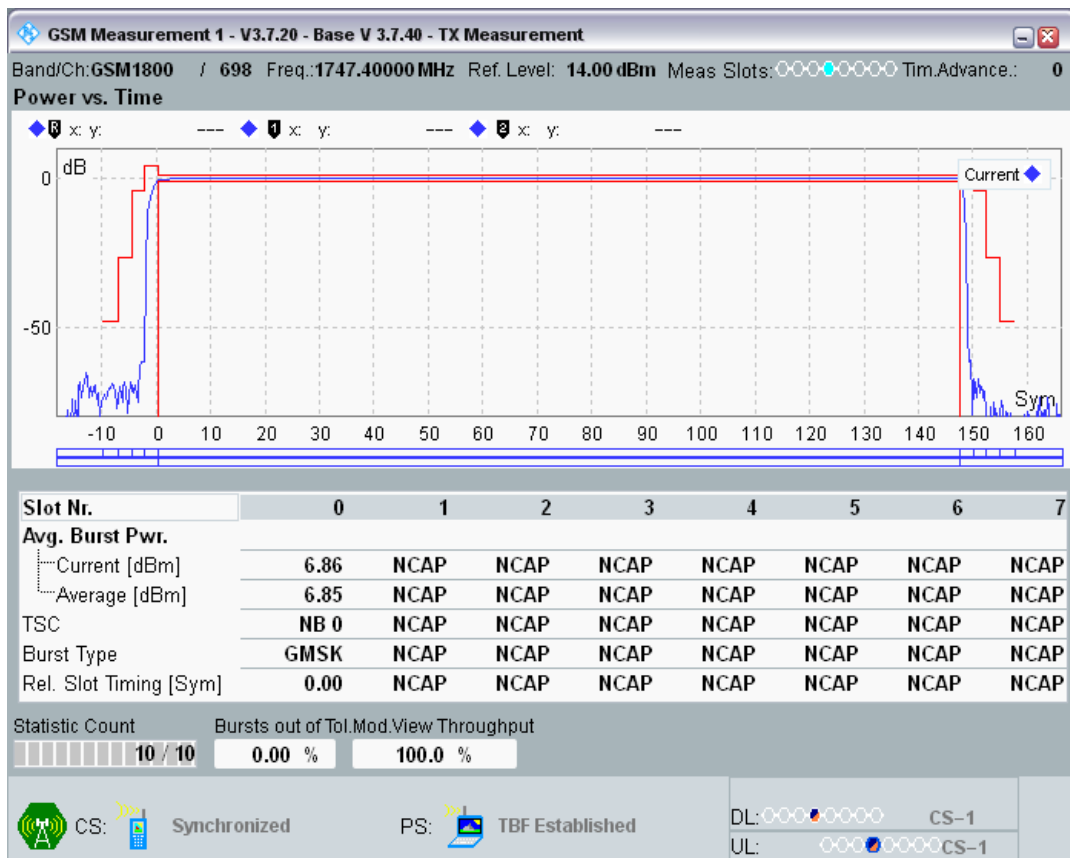 GSM Measurement 1 - V3.7.20 - Base V 3.7.40 - TX Measurement
Band/Ch:GSM1800 / 698 Freq.:1747.40000 MHz Ref. Level: 14.00 dBm Meas Slots: Tim.Advance.: 0
Power vs. Time
R x: y: --- 1 x: y: --- 2 x: y: ---
dB
Current
0
-50
Sym
-10 0 10 20 30 40 50 60 70 80 90 100 110 120 130 140 150 160
Slot Nr. 0 1 2 3 4 5 6 7
Avg. Burst Pwr.
Current [dBm] 6.86 NCAP NCAP NCAP NCAP NCAP NCAP NCAP
Average [dBm] 6.85 NCAP NCAP NCAP NCAP NCAP NCAP NCAP
TSC NB 0 NCAP NCAP NCAP NCAP NCAP NCAP NCAP
Burst Type GMSK NCAP NCAP NCAP NCAP NCAP NCAP NCAP
Rel. Slot Timing [Sym] 0.00 NCAP NCAP NCAP NCAP NCAP NCAP NCAP
Statistic Count Bursts out of Tol.Mod.View Throughput
10 / 10 0.00 % 100.0 %
CS: Synchronized PS: TBF Established
DL: CS-1
UL: CS-1